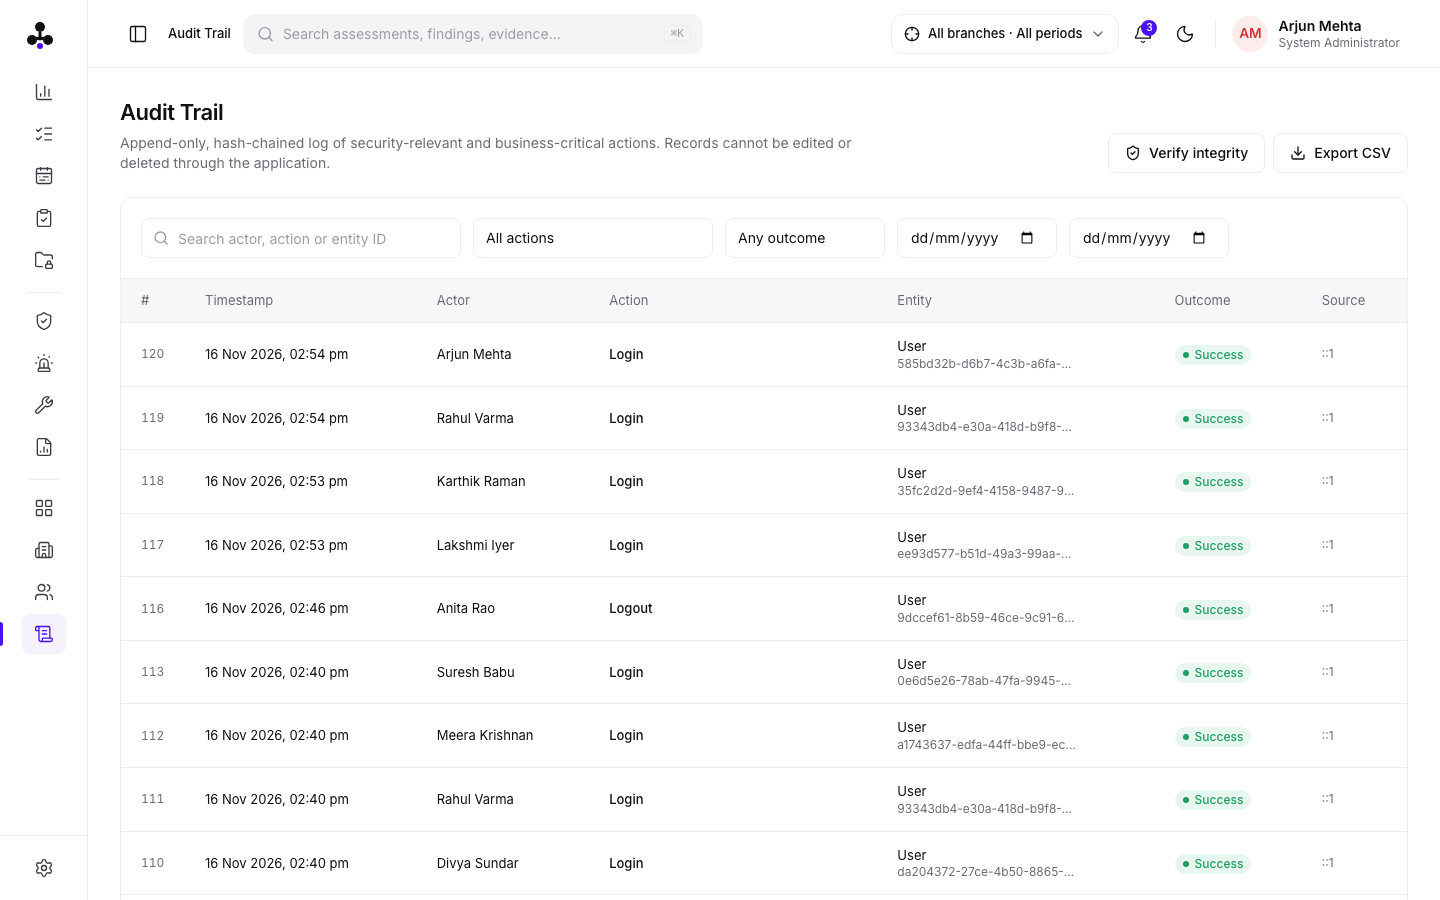 Audit Trail
Search assessments, findings, evidence...
⌘K
All branches · All periods
3
AM
Arjun Mehta
System Administrator
Audit Trail
Append-only, hash-chained log of security-relevant and business-critical actions. Records cannot be edited or
deleted through the application.
Verify integrity
Export CSV
Search actor, action or entity ID
All actions
Any outcome
dd/mm/yyyy
dd/mm/yyyy
# Timestamp Actor Action Entity Outcome Source
120 16 Nov 2026, 02:54 pm Arjun Mehta Login User Success ::1
585bd32b-d6b7-4c3b-a6fa-...
119 16 Nov 2026, 02:54 pm Rahul Varma Login User Success ::1
93343db4-e30a-418d-b9f8-...
118 16 Nov 2026, 02:53 pm Karthik Raman Login User Success ::1
35fc2d2d-9ef4-4158-9487-9...
117 16 Nov 2026, 02:53 pm Lakshmi Iyer Login User Success ::1
ee93d577-b51d-49a3-99aa-...
116 16 Nov 2026, 02:46 pm Anita Rao Logout User Success ::1
9dccef61-8b59-46ce-9c91-6...
113 16 Nov 2026, 02:40 pm Suresh Babu Login User Success ::1
0e6d5e26-78ab-47fa-9945-...
112 16 Nov 2026, 02:40 pm Meera Krishnan Login User Success ::1
a1743637-edfa-44ff-bbe9-ec...
111 16 Nov 2026, 02:40 pm Rahul Varma Login User Success ::1
93343db4-e30a-418d-b9f8-...
110 16 Nov 2026, 02:40 pm Divya Sundar Login User Success ::1
da204372-27ce-4b50-8865-...